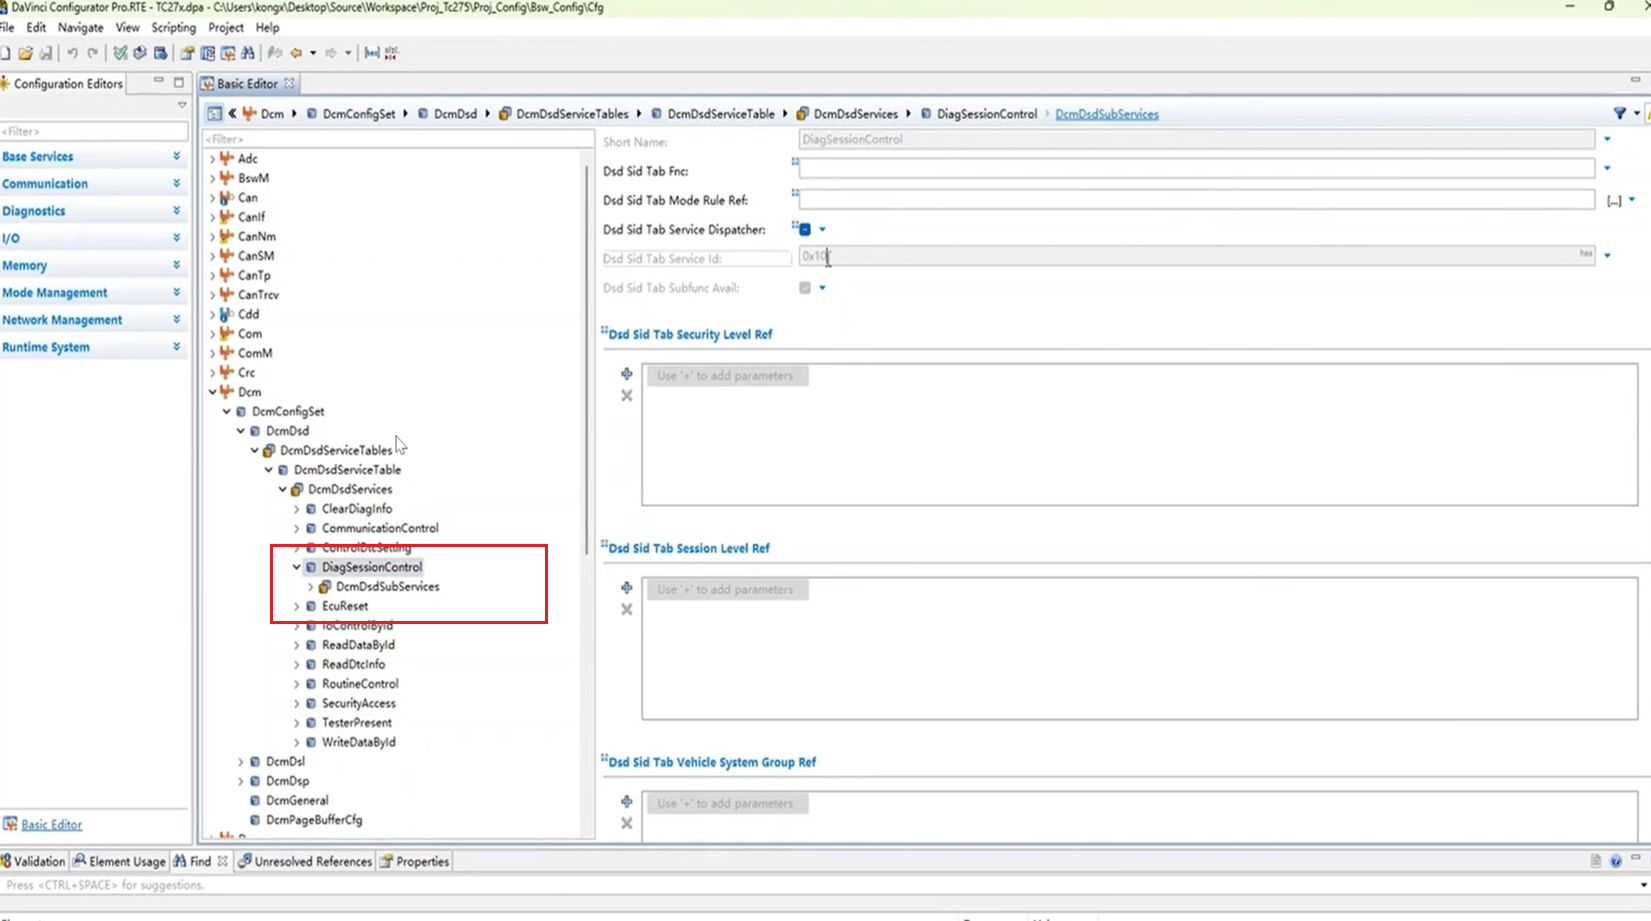 DaVinci Configurator Pro.RTE - TC27x.dpa - C:\Users\kongx\Desktop\Source\Workspace\Proj_Tc275\Proj_Config\Bsw_Config\Cfg
File Edit Navigate View Scripting Project Help
Configuration Editors
<Filter>
Base Services
Communication
Diagnostics
I/O
Memory
Mode Management
Network Management
Runtime System
Basic Editor
Basic Editor
Dcm DcmConfigSet DcmDsd DcmDsdServiceTables DcmDsdServiceTable DcmDsdServices DiagSessionControl DcmDsdSubServices
<Filter>
Adc
BswM
Can
CanIf
CanNm
CanSM
CanTp
CanTrcv
Cdd
Com
ComM
Crc
Dcm
DcmConfigSet
DcmDsd
DcmDsdServiceTables
DcmDsdServiceTable
DcmDsdServices
ClearDiagInfo
CommunicationControl
ControlDtcSetting
DiagSessionControl
DcmDsdSubServices
EcuReset
IoControlById
ReadDataById
ReadDtcInfo
RoutineControl
SecurityAccess
TesterPresent
WriteDataById
DcmDsl
DcmDsp
DcmGeneral
DcmPageBufferCfg
Short Name: DiagSessionControl
Dsd Sid Tab Fnc:
Dsd Sid Tab Mode Rule Ref: [...]
Dsd Sid Tab Service Dispatcher:
Dsd Sid Tab Service Id: 0x10 hex
Dsd Sid Tab Subfunc Avail:
Dsd Sid Tab Security Level Ref
Use '+' to add parameters
Dsd Sid Tab Session Level Ref
Use '+' to add parameters
Dsd Sid Tab Vehicle System Group Ref
Use '+' to add parameters
Validation Element Usage Find Unresolved References Properties
Press <CTRL+SPACE> for suggestions.